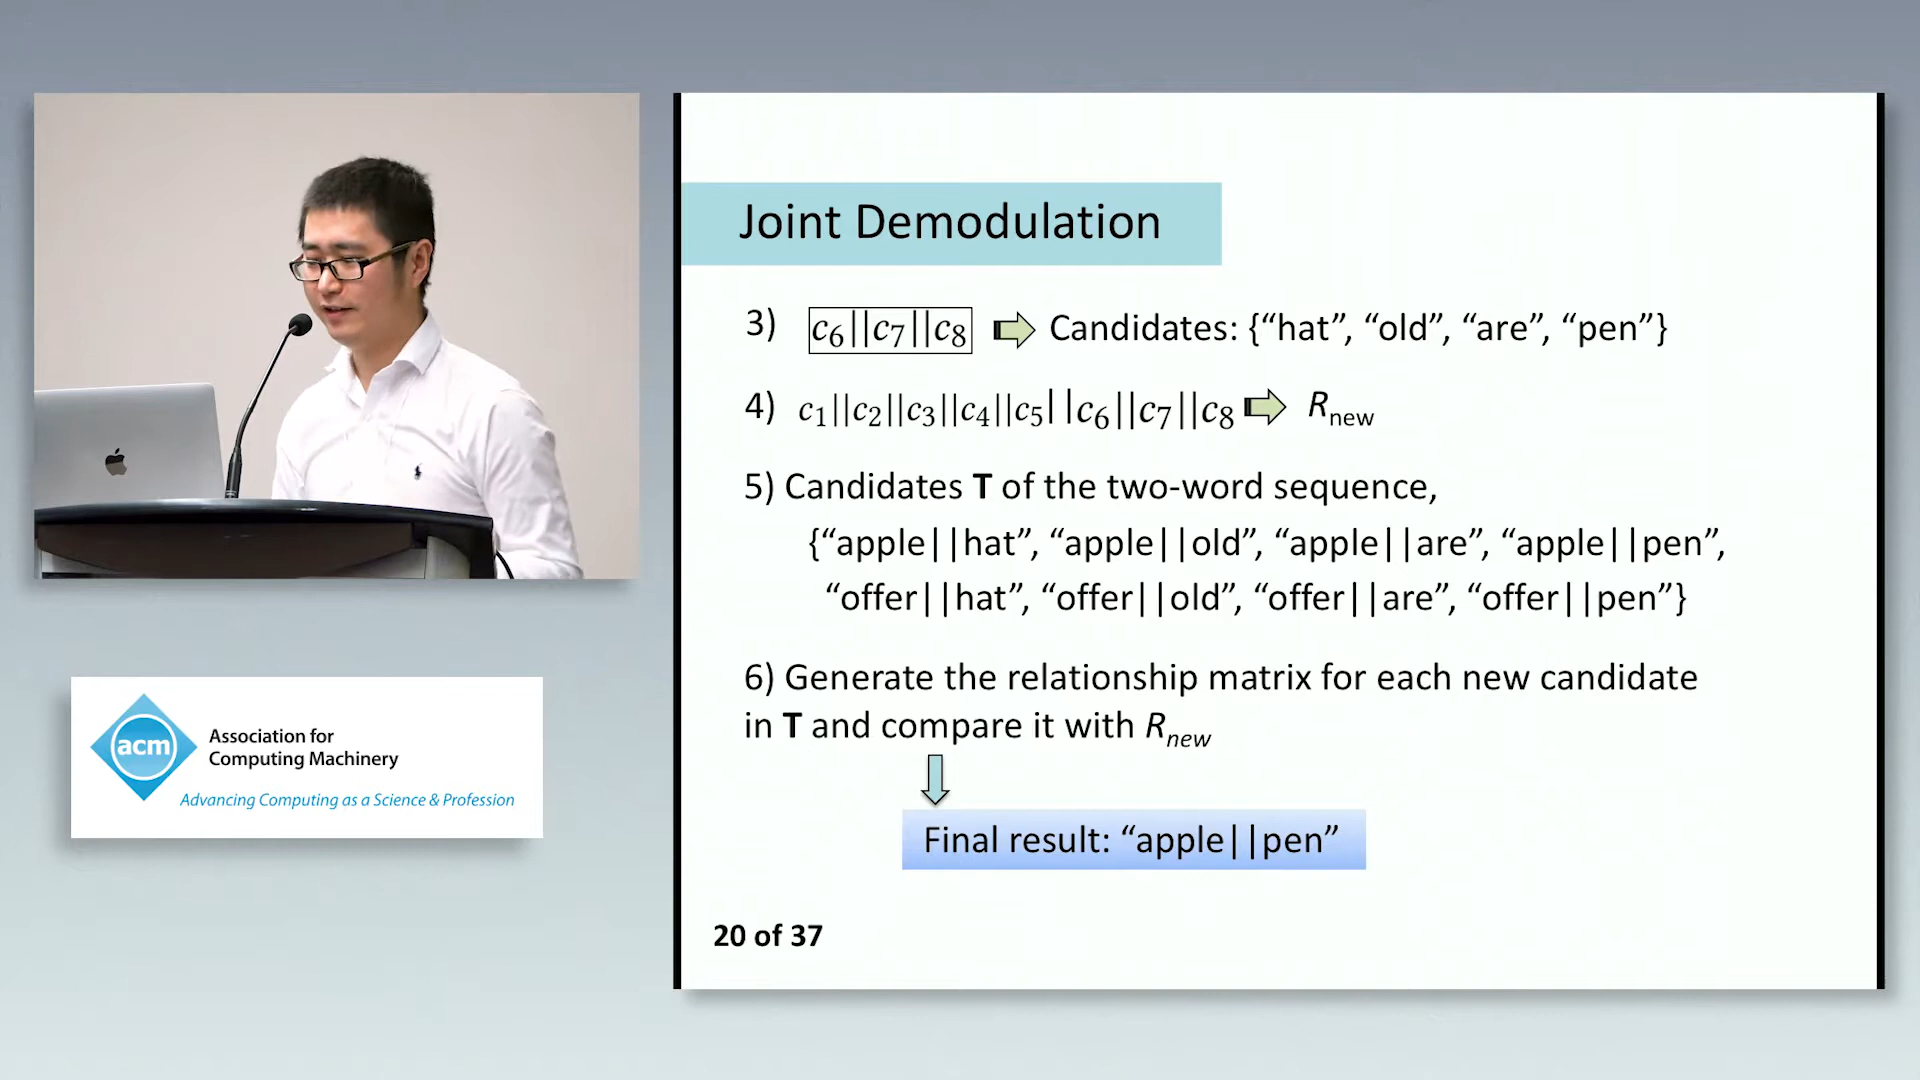 Joint Demodulation
3) c₆||c₇||c₈ Candidates: {“hat”, “old”, “are”, “pen”}
4) c₁||c₂||c₃||c₄||c₅||c₆||c₇||c₈ R_new
5) Candidates T of the two-word sequence,
{“apple||hat”, “apple||old”, “apple||are”, “apple||pen”,
“offer||hat”, “offer||old”, “offer||are”, “offer||pen”}
6) Generate the relationship matrix for each new candidate
in T and compare it with R_new
Final result: “apple||pen”
20 of 37
acm
Association for
Computing Machinery
Advancing Computing as a Science & Profession